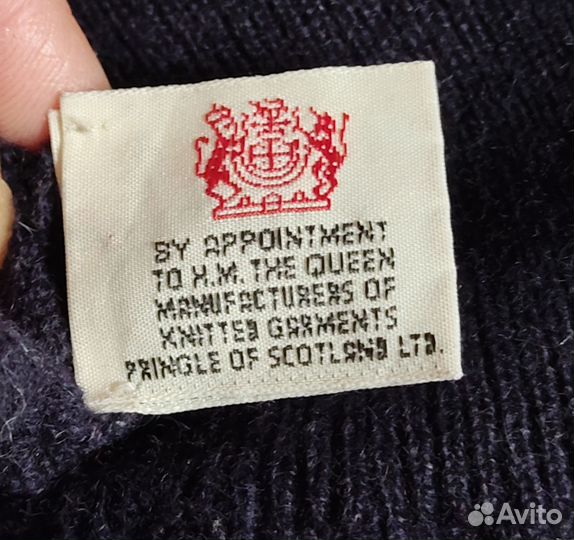 BY APPOINTMENT
TO H.M. THE QUEEN
MANUFACTURERS OF
KNITTED GARMENTS
PRINGLE OF SCOTLAND LTD.
Avito